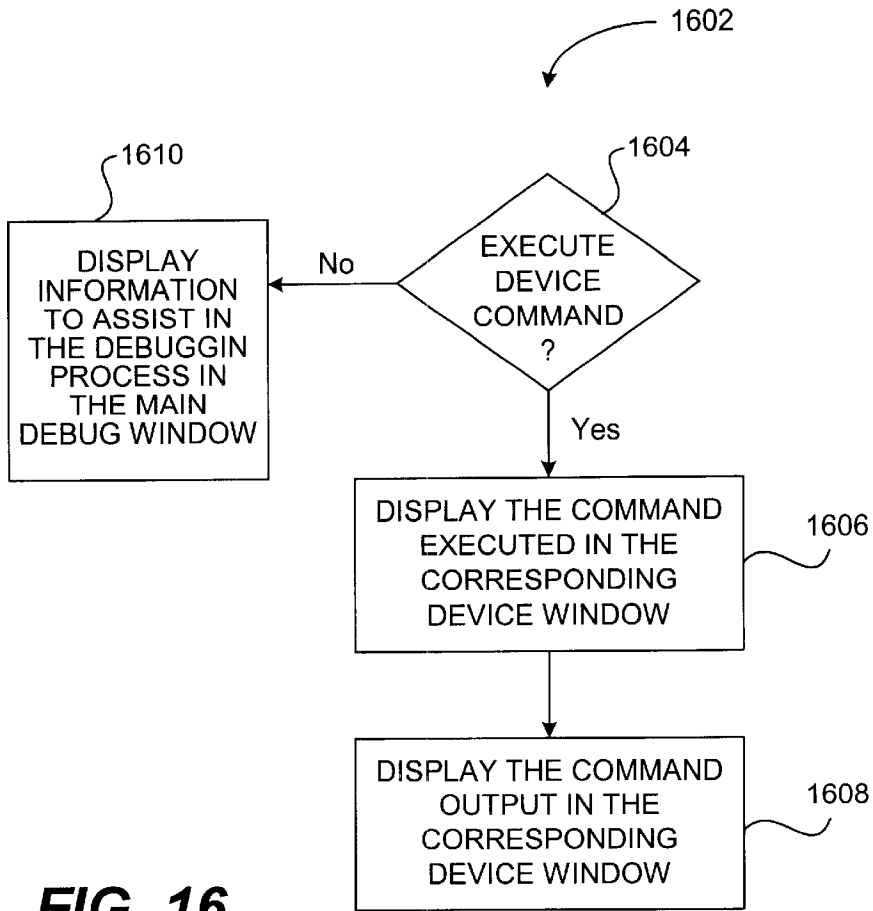 1602
1604
EXECUTE
DEVICE
COMMAND
?
No
1610
DISPLAY
INFORMATION
TO ASSIST IN
THE DEBUGGIN
PROCESS IN
THE MAIN
DEBUG WINDOW
Yes
DISPLAY THE COMMAND
EXECUTED IN THE
CORRESPONDING
DEVICE WINDOW
1606
DISPLAY THE COMMAND
OUTPUT IN THE
CORRESPONDING
DEVICE WINDOW
1608
FIG. 16